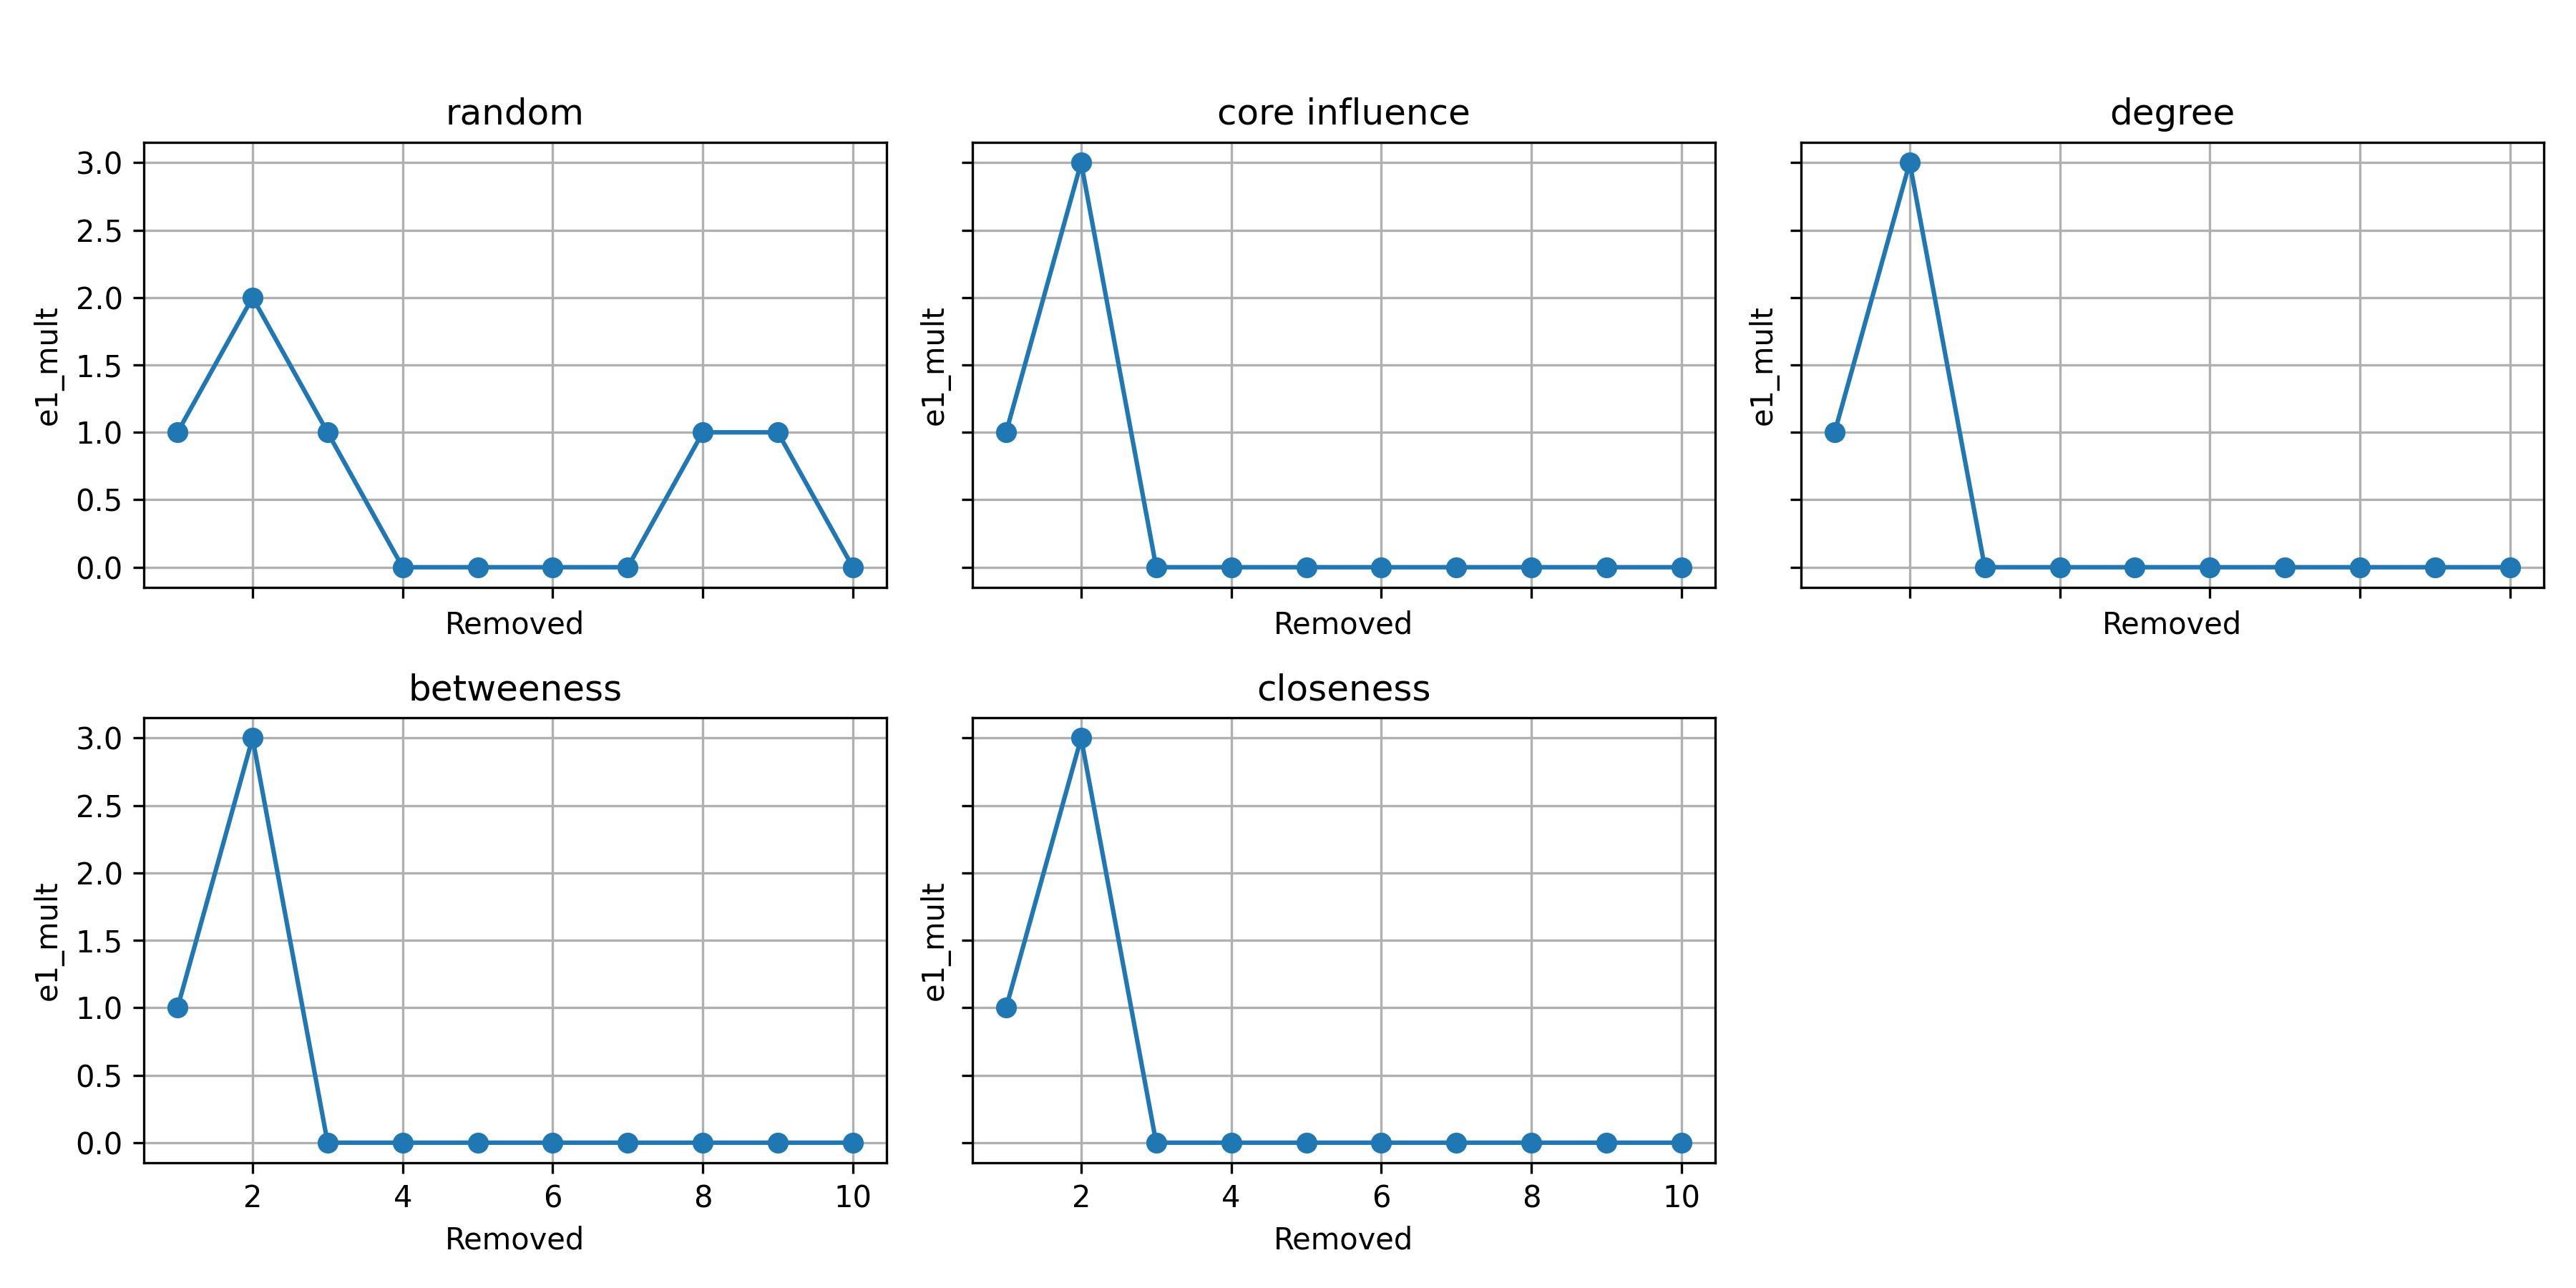 random
3.0
2.5
2.0
1.5
1.0
0.5
0.0
e1_mult
Removed
core influence
e1_mult
Removed
degree
e1_mult
Removed
betweeness
3.0
2.5
2.0
1.5
1.0
0.5
0.0
e1_mult
2 4 6 8 10
Removed
closeness
e1_mult
2 4 6 8 10
Removed